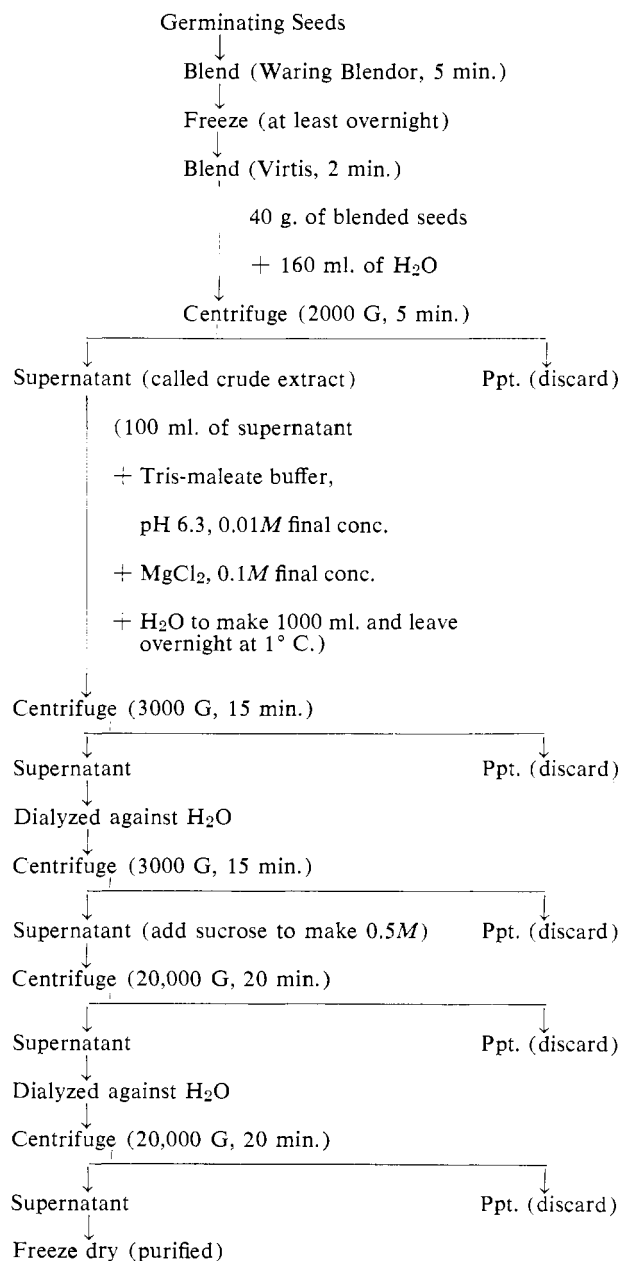 Germinating Seeds
Blend (Waring Blendor, 5 min.)
Freeze (at least overnight)
Blend (Virtis, 2 min.)
40 g. of blended seeds
+ 160 ml. of H₂O
Centrifuge (2000 G, 5 min.)
Supernatant (called crude extract) Ppt. (discard)
(100 ml. of supernatant
+ Tris-maleate buffer,
pH 6.3, 0.01M final conc.
+ MgCl₂, 0.1M final conc.
+ H₂O to make 1000 ml. and leave
overnight at 1° C.)
Centrifuge (3000 G, 15 min.)
Supernatant Ppt. (discard)
Dialyzed against H₂O
Centrifuge (3000 G, 15 min.)
Supernatant (add sucrose to make 0.5M) Ppt. (discard)
Centrifuge (20,000 G, 20 min.)
Supernatant Ppt. (discard)
Dialyzed against H₂O
Centrifuge (20,000 G, 20 min.)
Supernatant Ppt. (discard)
Freeze dry (purified)